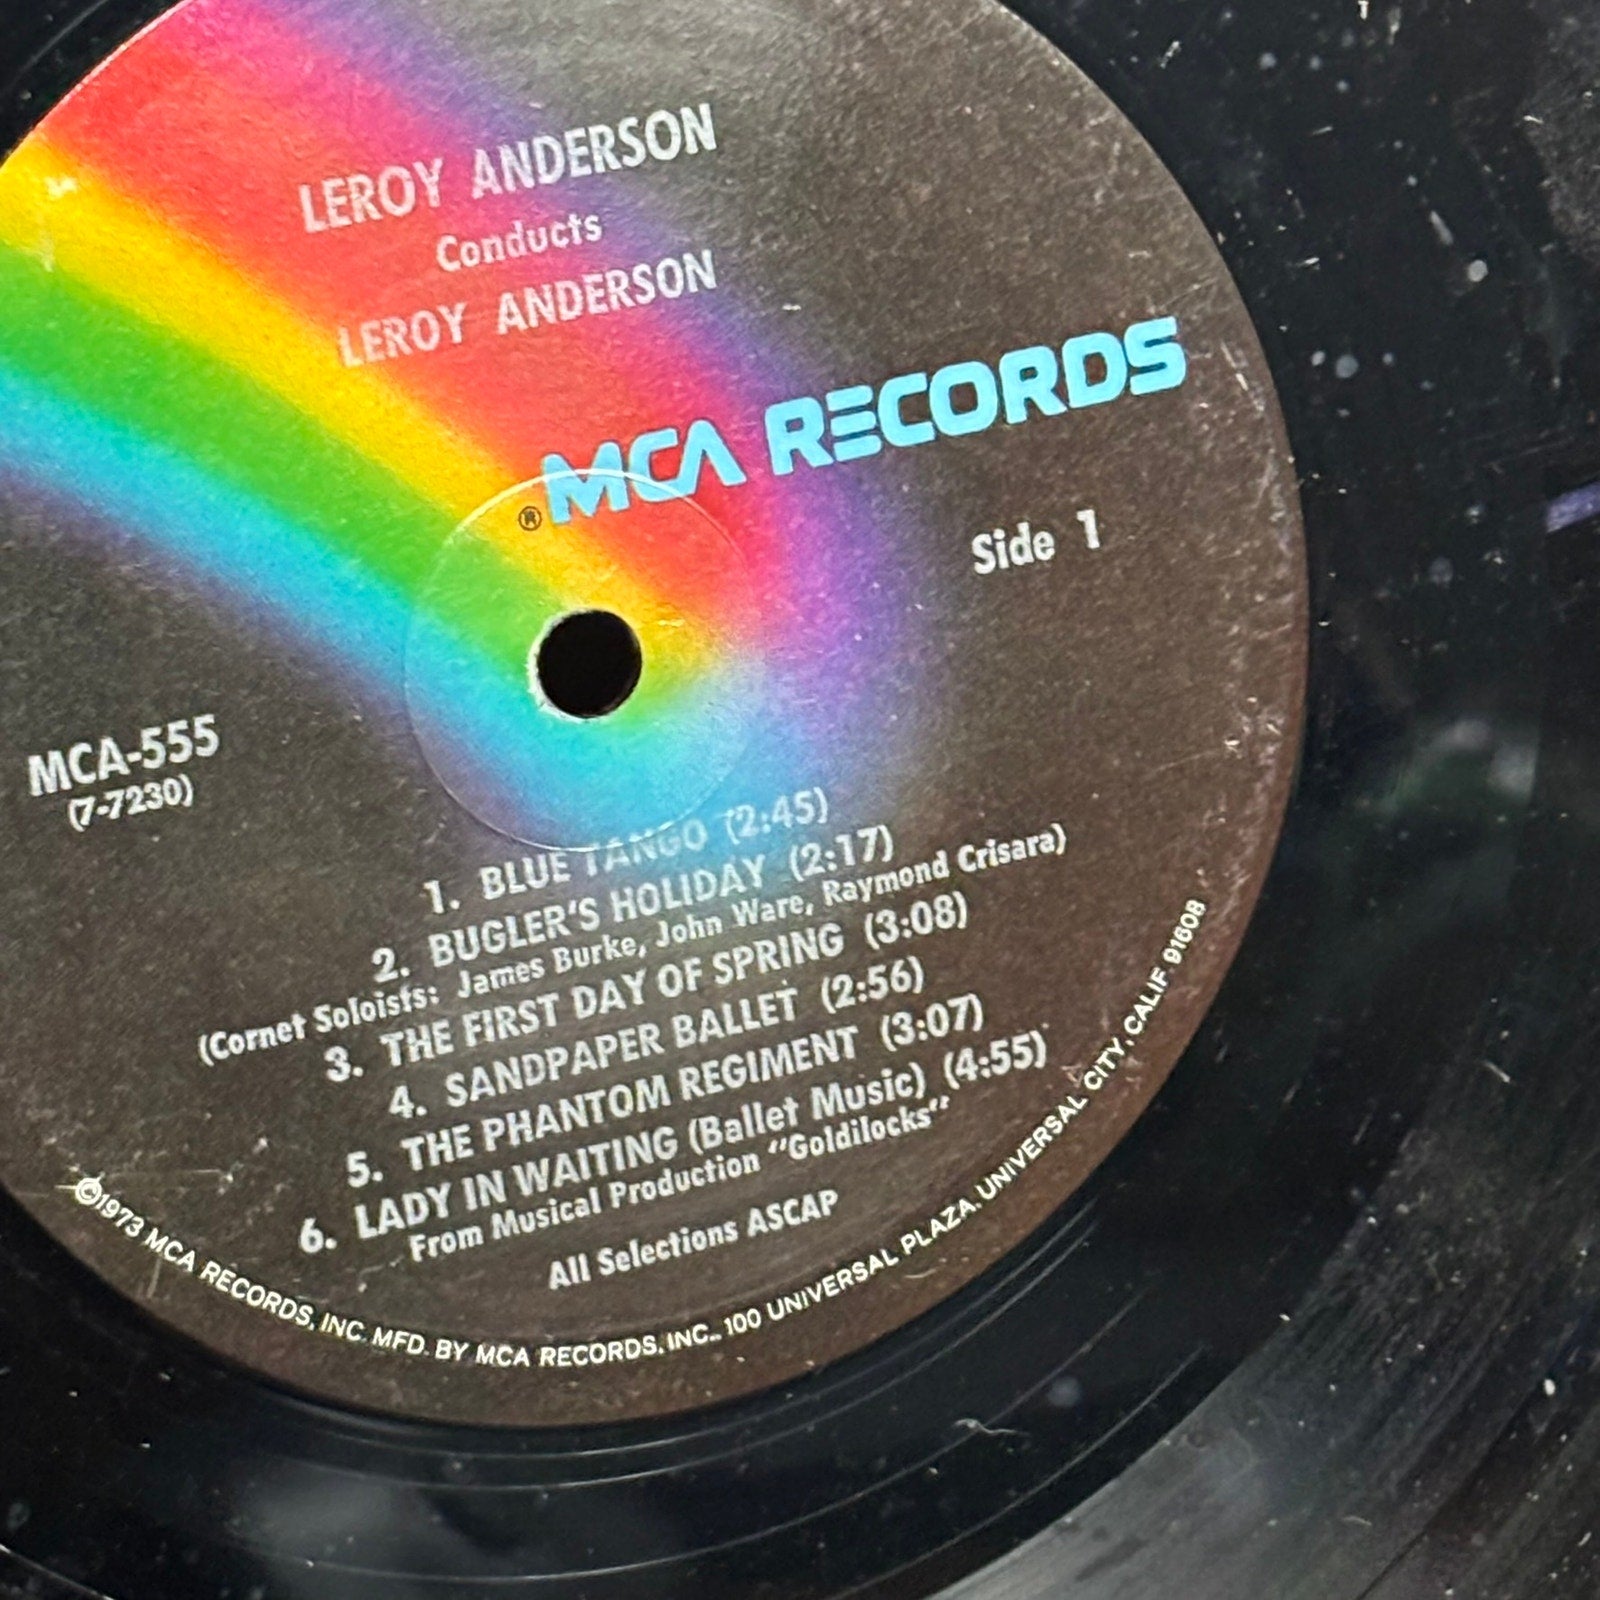 LEROY ANDERSON
Conducts
LEROY ANDERSON
® MCA RECORDS
Side 1
MCA-555
(7-7230)
1. BLUE TANGO (2:45)
2. BUGLER'S HOLIDAY (2:17)
(Cornet Soloists: James Burke, John Ware, Raymond Crisara)
3. THE FIRST DAY OF SPRING (3:08)
4. SANDPAPER BALLET (2:56)
5. THE PHANTOM REGIMENT (3:07)
6. LADY IN WAITING (Ballet Music) (4:55)
From Musical Production "Goldilocks"
All Selections ASCAP
©1973 MCA RECORDS, INC. MFD. BY MCA RECORDS, INC., 100 UNIVERSAL PLAZA, UNIVERSAL CITY, CALIF 91608